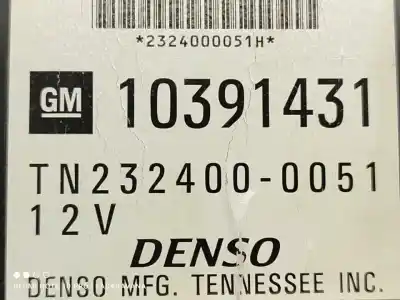 *2324000051H*
GM 10391431
TN232400-0051
12V
DENSO
DENSO MFG. TENNESSEE INC.